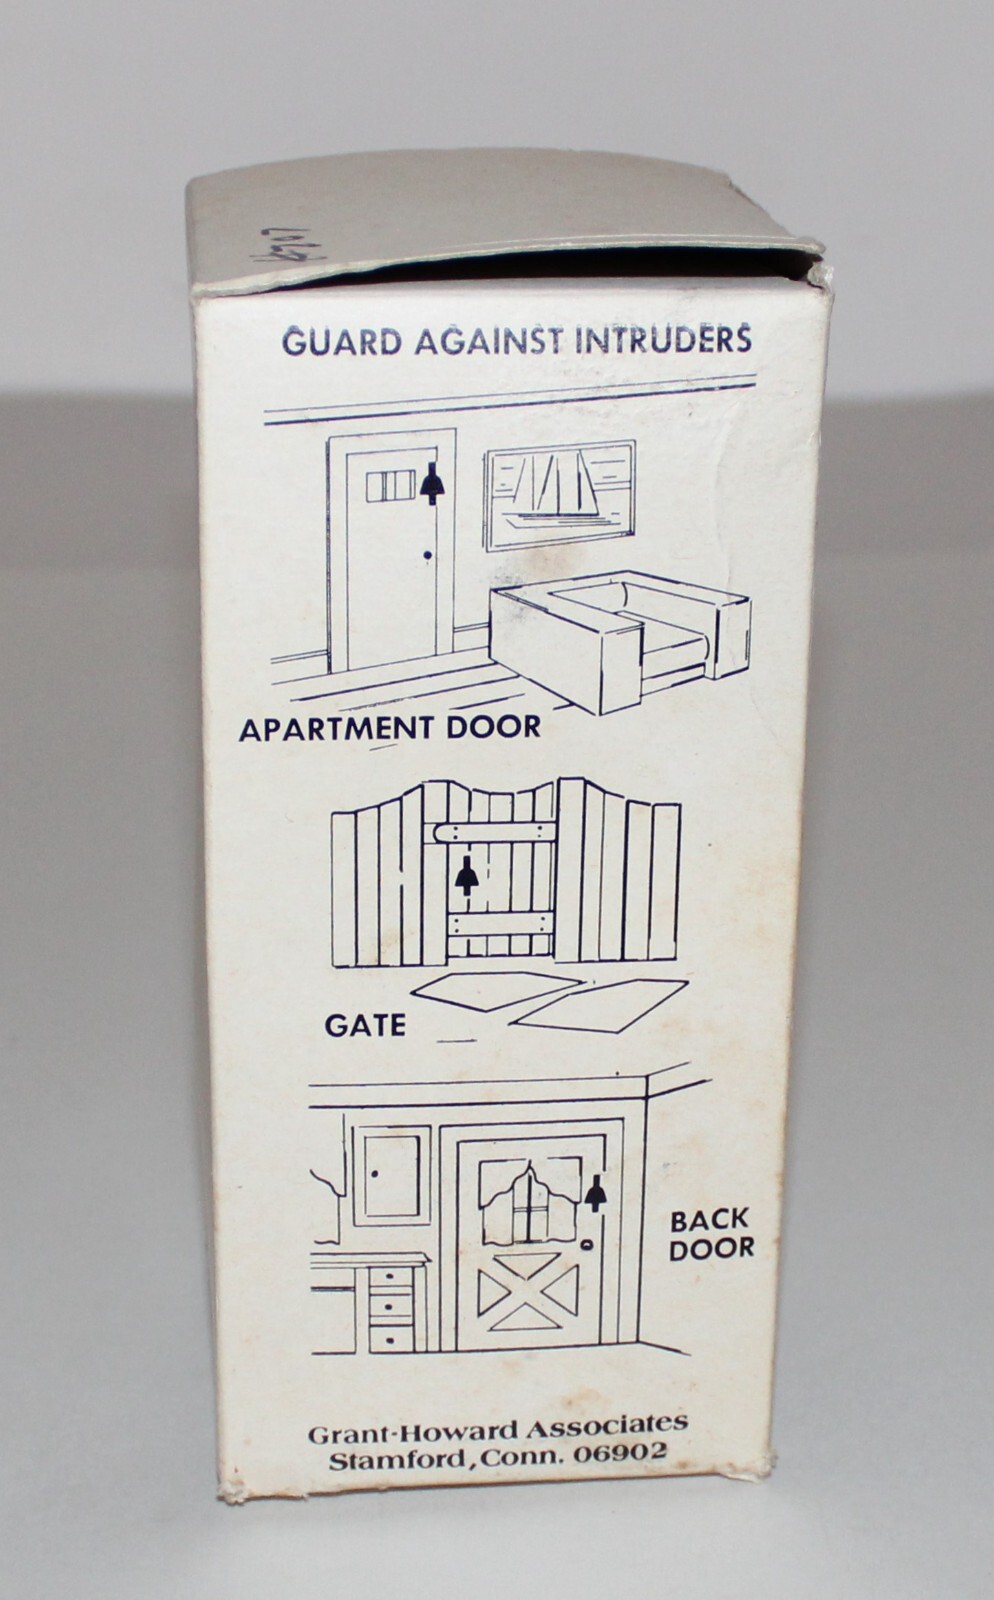 GUARD AGAINST INTRUDERS
APARTMENT DOOR
GATE
BACK
DOOR
Grant-Howard Associates
Stamford, Conn. 06902